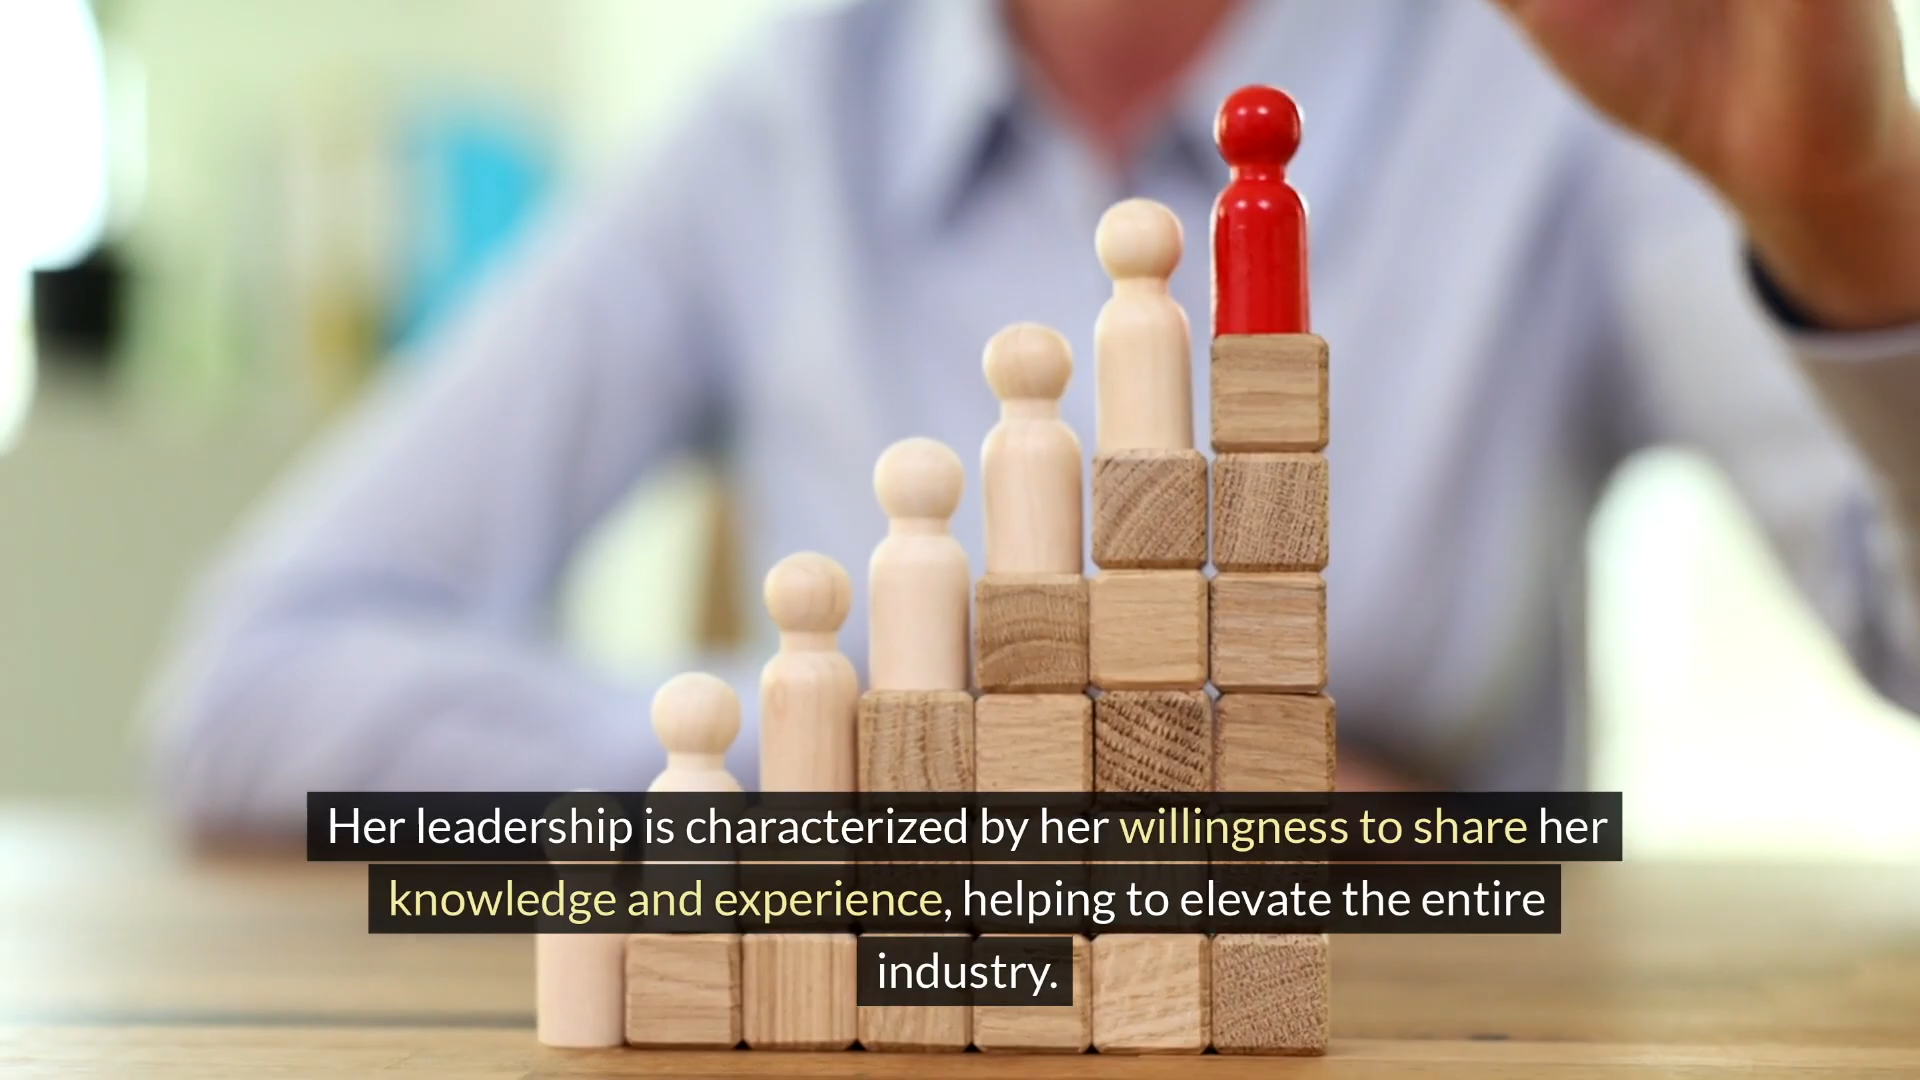 Her leadership is characterized by her willingness to share her
knowledge and experience, helping to elevate the entire
industry.